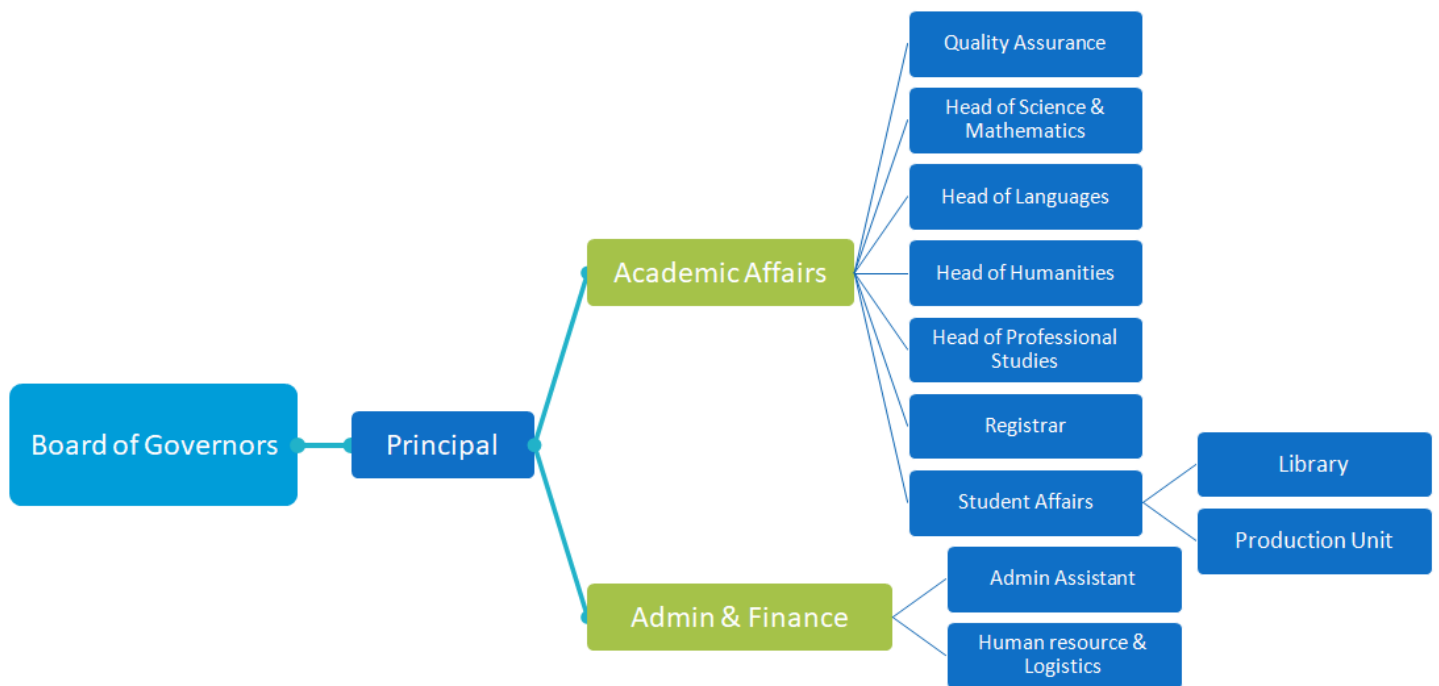 Quality Assurance
Head of Science &
Mathematics
Head of Languages
Academic Affairs
Head of Humanities
Head of Professional
Studies
Board of Governors
Principal
Registrar
Library
Student Affairs
Production Unit
Admin Assistant
Admin & Finance
Human resource &
Logistics